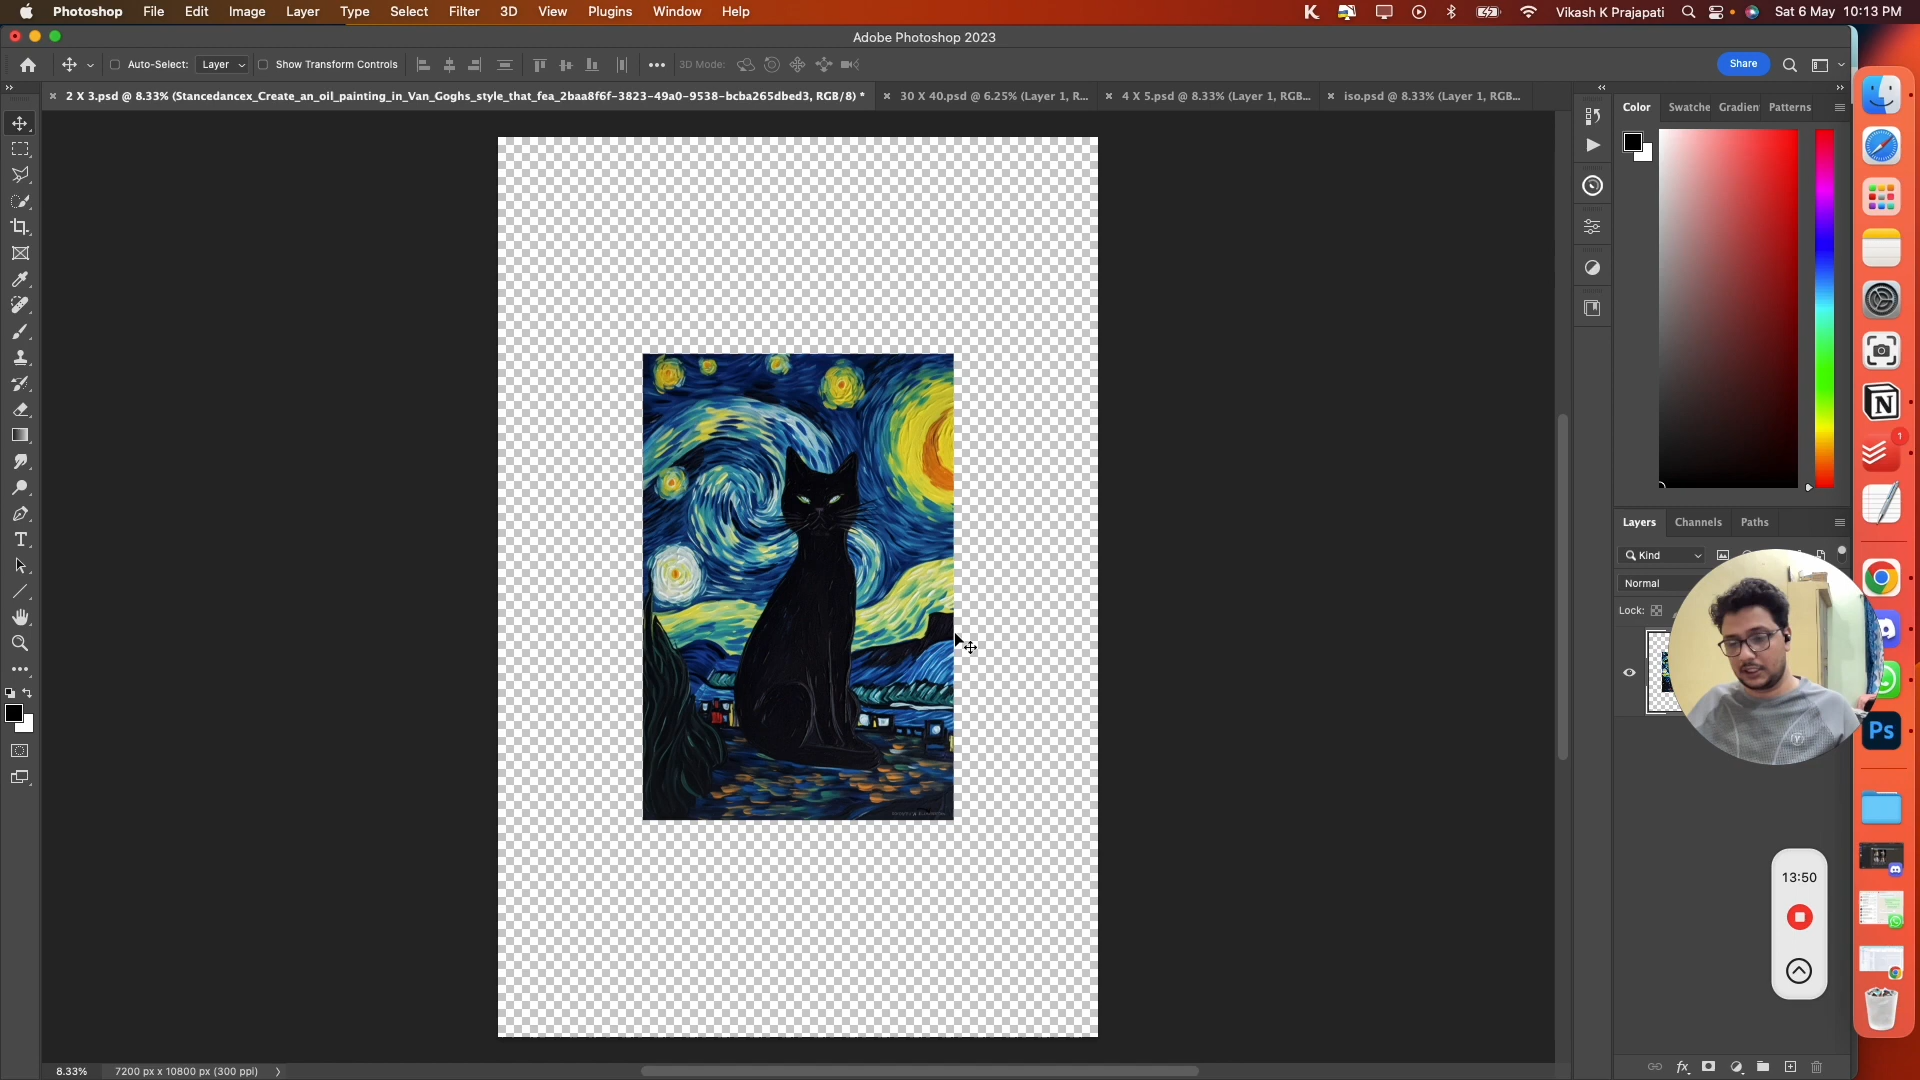 Photoshop File Edit Image Layer Type Select Filter 3D View Plugins Window Help
Vikash K Prajapati Sat 6 May 10:13 PM
Adobe Photoshop 2023
Auto-Select: Layer Show Transform Controls 3D Mode: Share
2 X 3.psd @ 8.33% (Stancedancex_Create_an_oil_painting_in_Van_Goghs_style_that_fea_2baa8f6f-3823-49a0-9538-bcba265dbed3, RGB/8) *
30 X 40.psd @ 6.25% (Layer 1, R...
4 X 5.psd @ 8.33% (Layer 1, RGB...
iso.psd @ 8.33% (Layer 1, RGB...
Color Swatche Gradien Patterns
Layers Channels Paths
Kind
Normal
Lock:
1
Ps
13:50
8.33% 7200 px x 10800 px (300 ppi)
fx